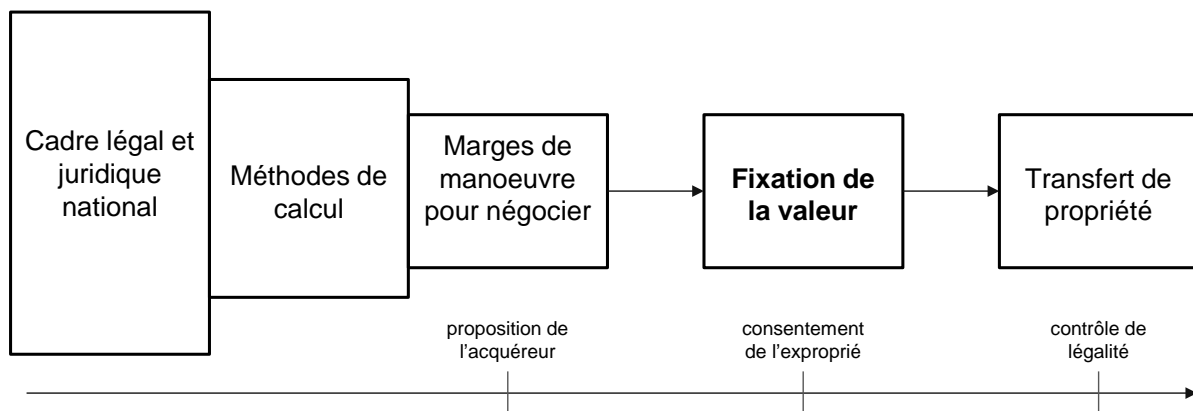 Cadre légal et
juridique
national
Méthodes de
calcul
Marges de
manoeuvre
pour négocier
Fixation de
la valeur
Transfert de
propriété
proposition de
l’acquéreur
consentement
de l’exproprié
contrôle de
légalité